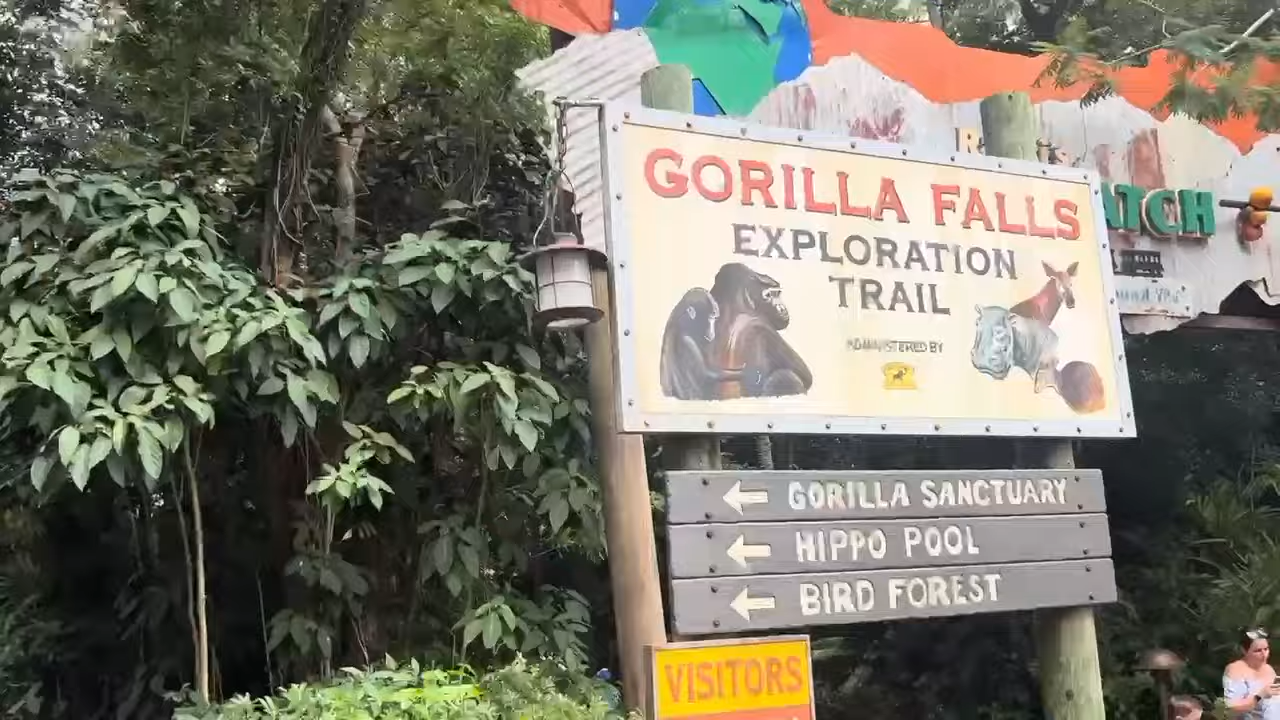 GORILLA FALLS
EXPLORATION
TRAIL
ADMINISTERED BY
GORILLA SANCTUARY
HIPPO POOL
BIRD FOREST
VISITORS